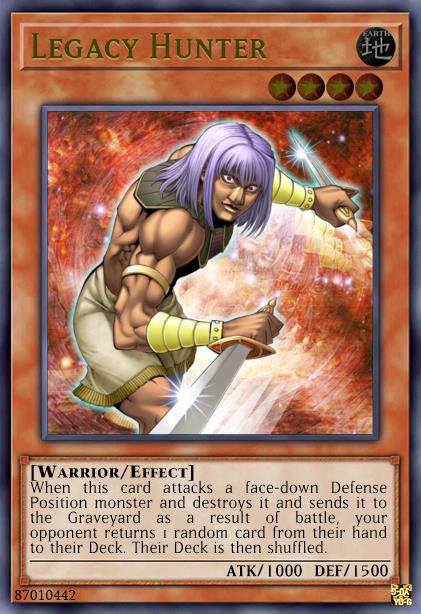 Legacy Hunter
EARTH
地
[Warrior/Effect]
When this card attacks a face-down Defense
Position monster and destroys it and sends it to
the Graveyard as a result of battle, your
opponent returns 1 random card from their hand
to their Deck. Their Deck is then shuffled.
ATK/1000 DEF/1500
87010442